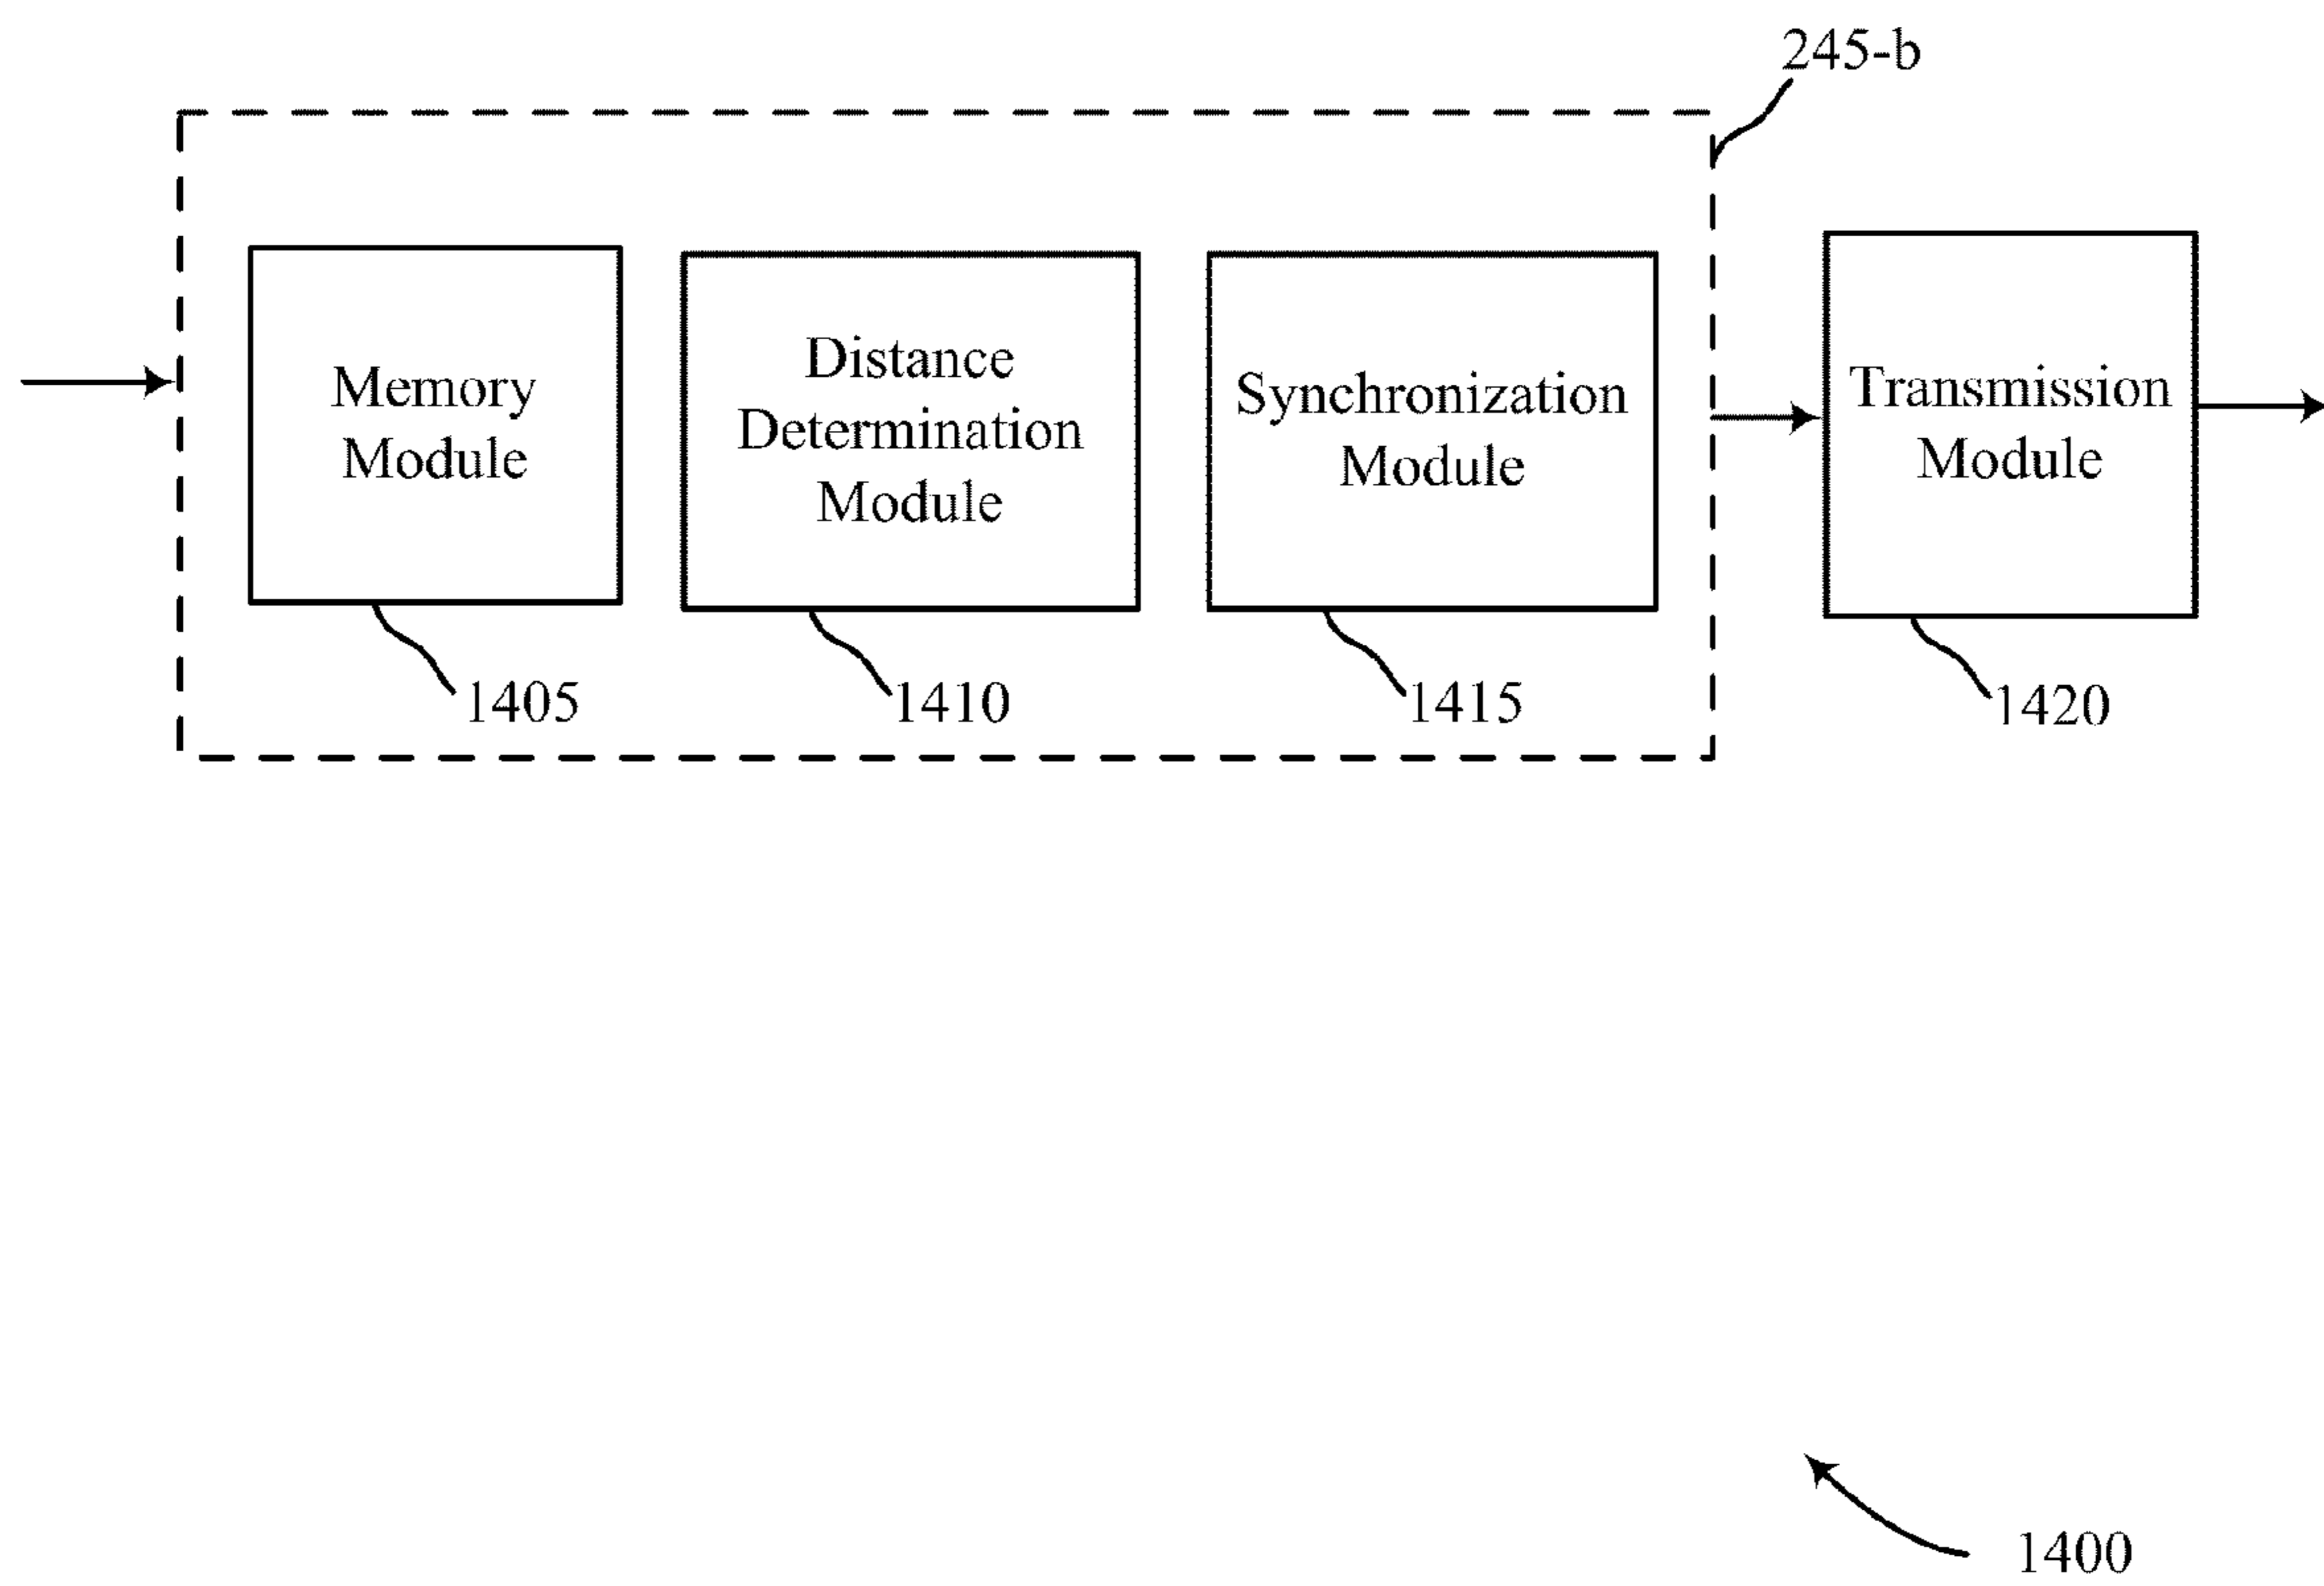 245-b
Memory
Module
Distance
Determination
Module
Synchronization
Module
Transmission
Module
1405
1410
1415
1420
1400